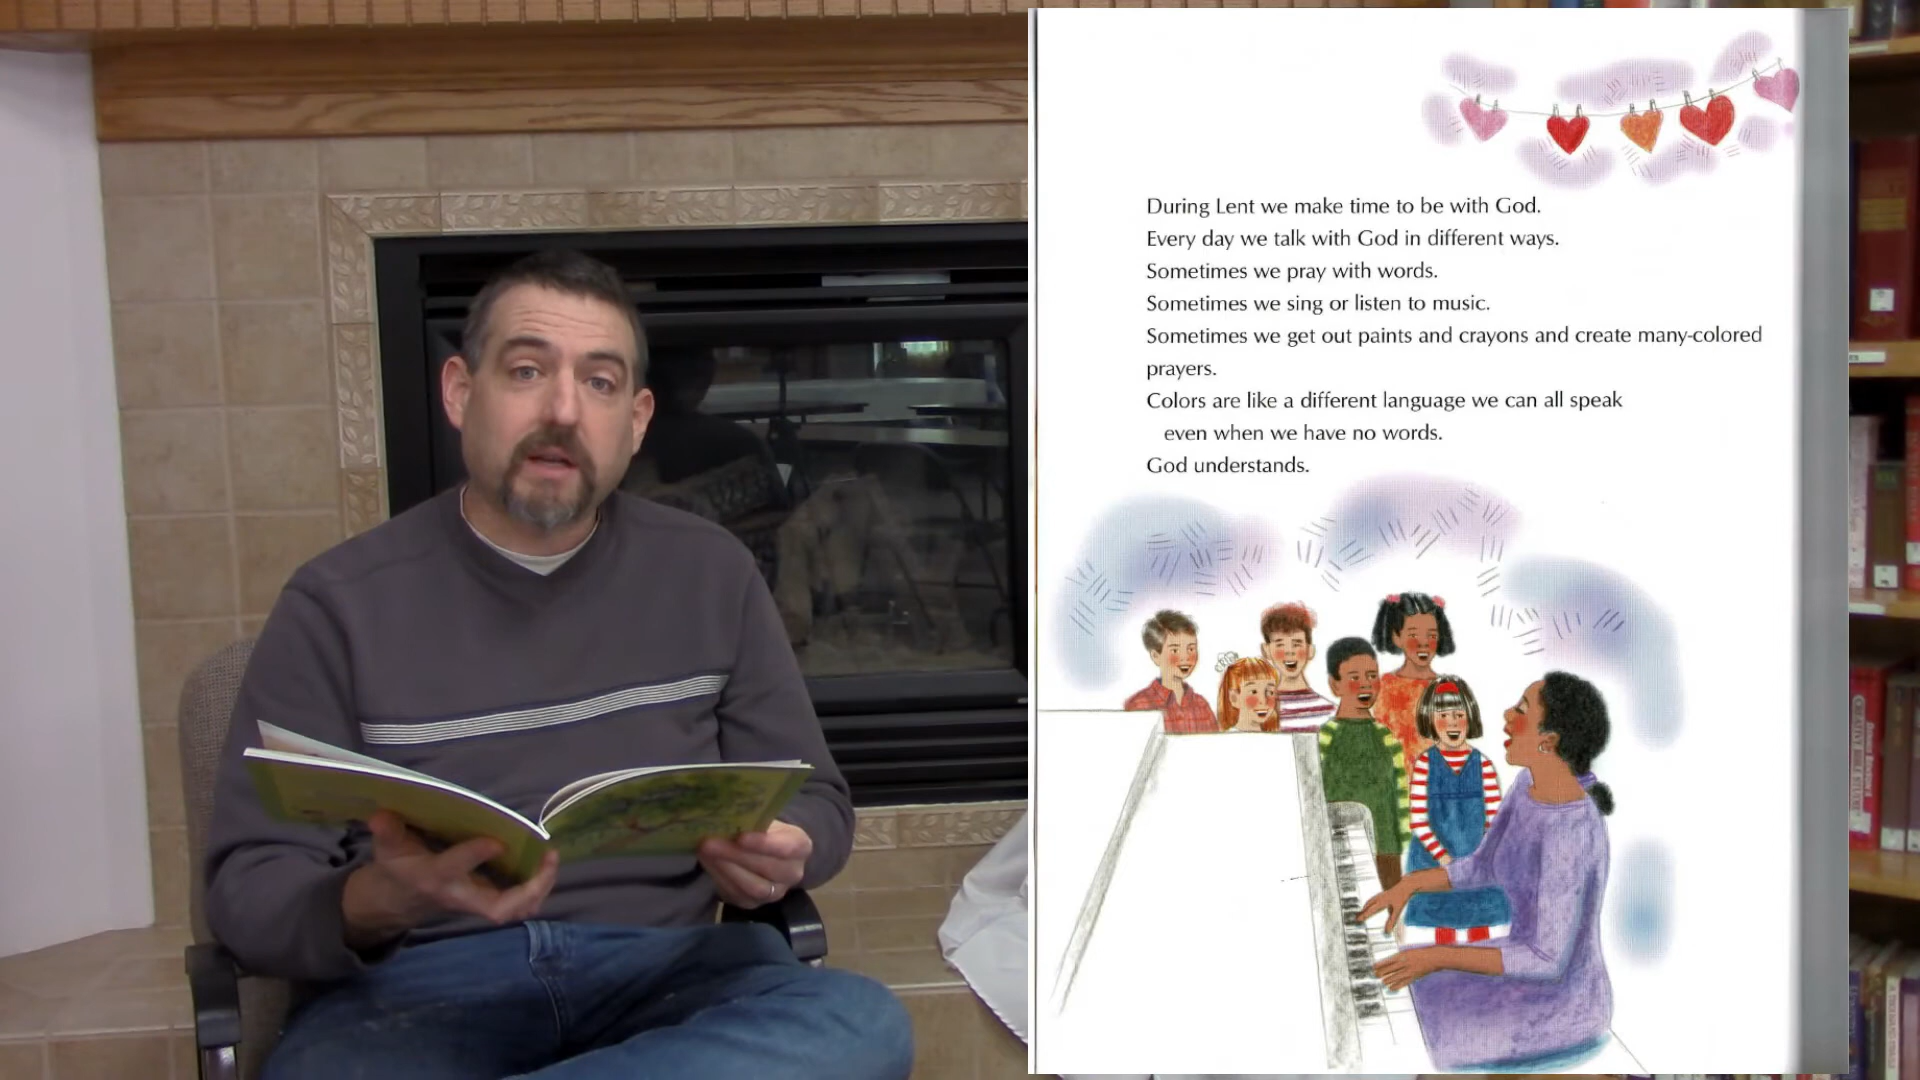 During Lent we make time to be with God.
Every day we talk with God in different ways.
Sometimes we pray with words.
Sometimes we sing or listen to music.
Sometimes we get out paints and crayons and create many-colored
prayers.
Colors are like a different language we can all speak
even when we have no words.
God understands.